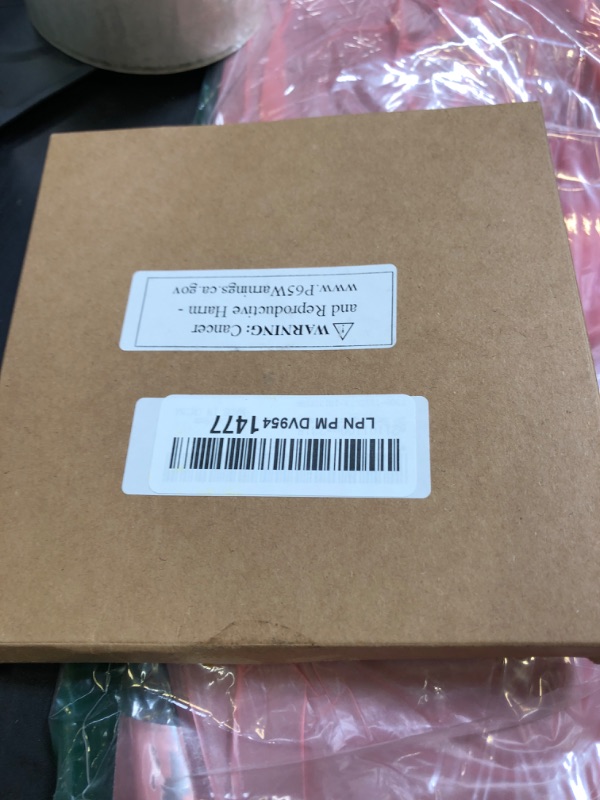 ⚠ WARNING: Cancer
and Reproductive Harm -
www.P65Warnings.ca.gov
LPN PM DV9541477